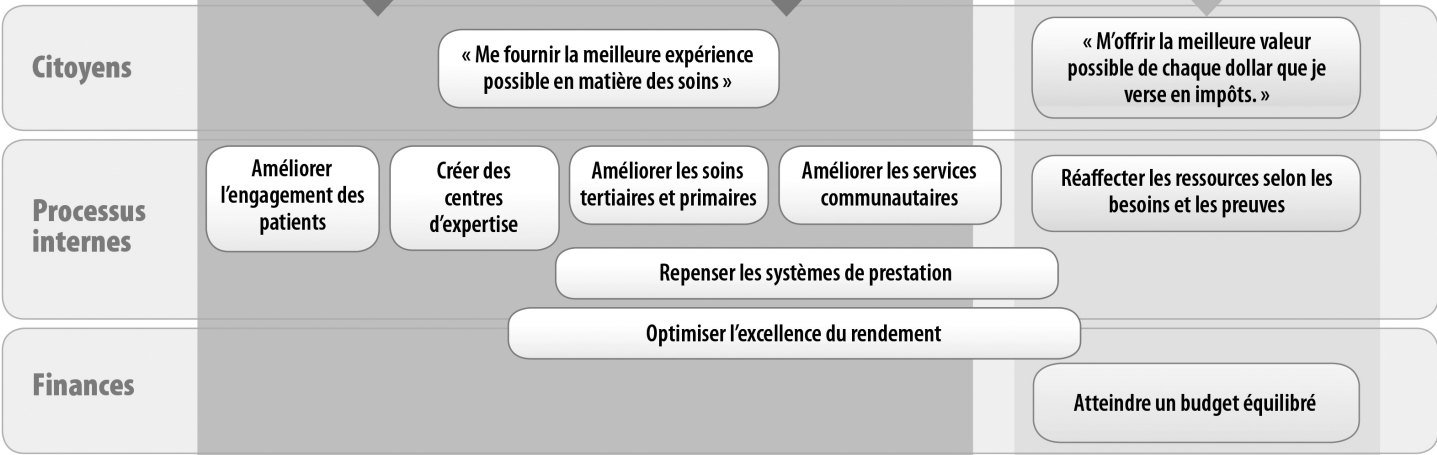 Citoyens
« Me fournir la meilleure expérience
possible en matière des soins »
« M’offrir la meilleure valeur
possible de chaque dollar que je
verse en impôts. »
Processus
internes
Améliorer
l’engagement des
patients
Créer des
centres
d’expertise
Améliorer les soins
tertiaires et primaires
Améliorer les services
communautaires
Réaffecter les ressources selon les
besoins et les preuves
Repenser les systèmes de prestation
Optimiser l’excellence du rendement
Finances
Atteindre un budget équilibré